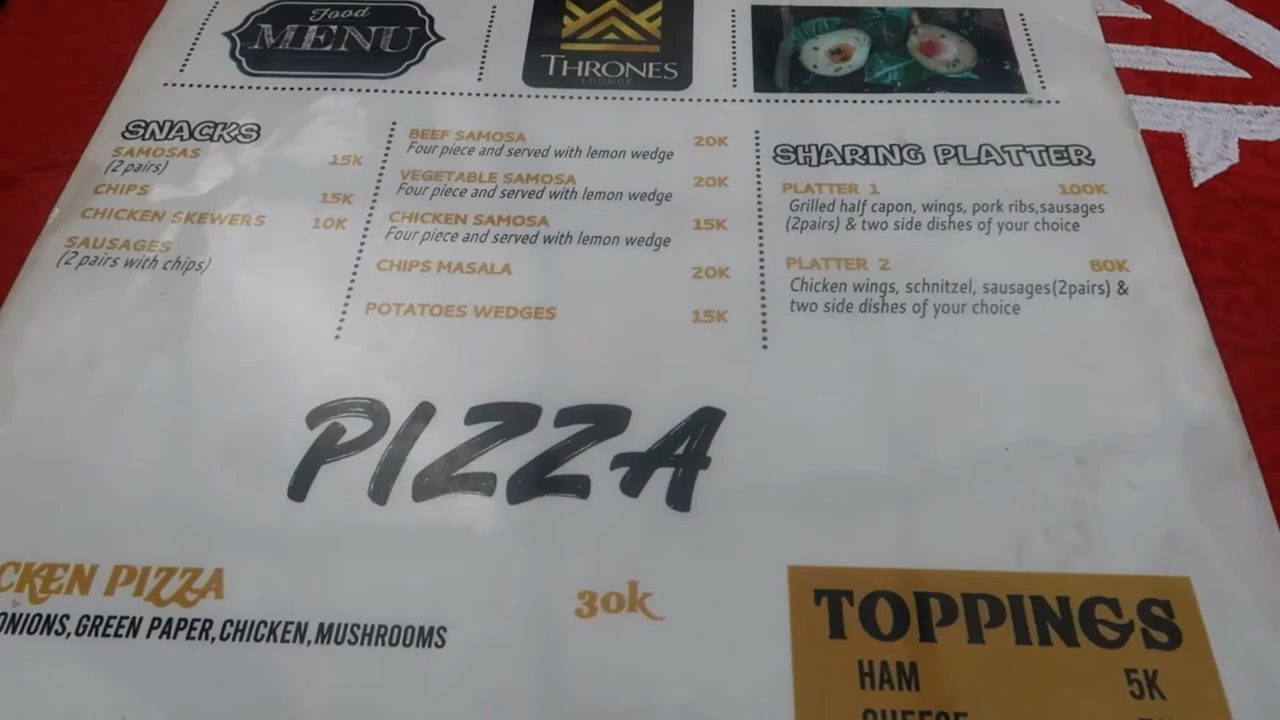 Food
MENU
THRONES
LOUNGE
SNACKS
SAMOSAS
(2 pairs)
15K
CHIPS
15K
CHICKEN SKEWERS
10K
SAUSAGES
(2 pairs with chips)
BEEF SAMOSA
20K
Four piece and served with lemon wedge
VEGETABLE SAMOSA
20K
Four piece and served with lemon wedge
CHICKEN SAMOSA
15K
Four piece and served with lemon wedge
CHIPS MASALA
20K
POTATOES WEDGES
15K
SHARING PLATTER
PLATTER 1
100K
Grilled half capon, wings, pork ribs,sausages
(2pairs) & two side dishes of your choice
PLATTER 2
80K
Chicken wings, schnitzel, sausages(2pairs) &
two side dishes of your choice
PIZZA
CKEN PIZZA
30k
ONIONS,GREEN PAPER,CHICKEN,MUSHROOMS
TOPPINGS
HAM
5K
CHEESE